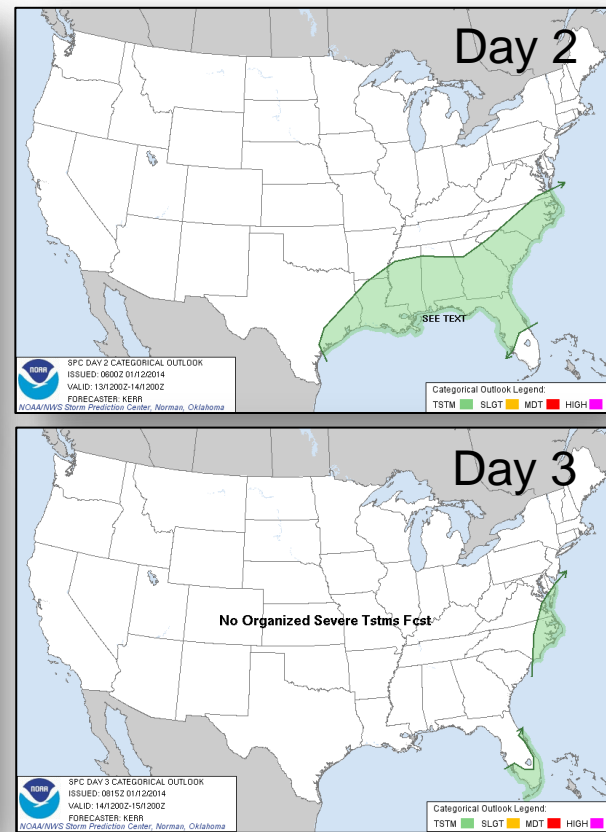 Day 2
SEE TEXT
NOAA
SPC DAY 2 CATEGORICAL OUTLOOK
ISSUED: 0600Z 01/12/2014
VALID: 13/1200Z-14/1200Z
FORECASTER: KERR
NOAA/NWS Storm Prediction Center, Norman, Oklahoma
Categorical Outlook Legend:
TSTM SLGT MDT HIGH
Day 3
No Organized Severe Tstms Fcst
NOAA
SPC DAY 3 CATEGORICAL OUTLOOK
ISSUED: 0815Z 01/12/2014
VALID: 14/1200Z-15/1200Z
FORECASTER: KERR
NOAA/NWS Storm Prediction Center, Norman, Oklahoma
Categorical Outlook Legend:
TSTM SLGT MDT HIGH